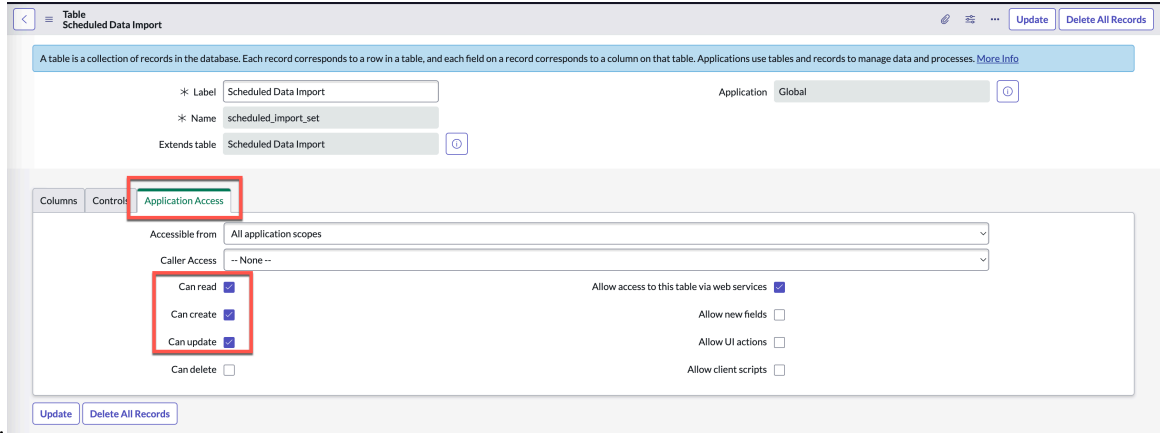 Table
Scheduled Data Import
Update
Delete All Records
A table is a collection of records in the database. Each record corresponds to a row in a table, and each field on a record corresponds to a column on that table. Applications use tables and records to manage data and processes. More Info
Label Scheduled Data Import
Application Global
Name scheduled_import_set
Extends table Scheduled Data Import
Columns Controls Application Access
Accessible from All application scopes
Caller Access -- None --
Can read Allow access to this table via web services
Can create Allow new fields
Can update Allow UI actions
Can delete Allow client scripts
Update Delete All Records